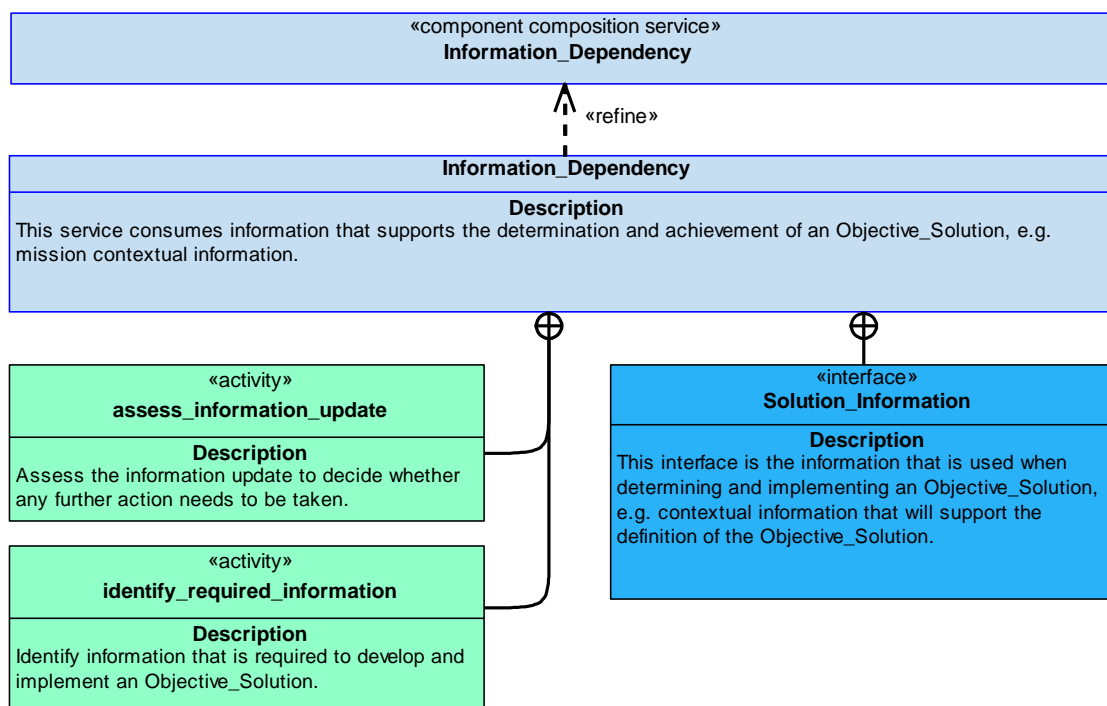 «component composition service»
Information_Dependency
«refine»
Information_Dependency
Description
This service consumes information that supports the determination and achievement of an Objective_Solution, e.g.
mission contextual information.
«activity»
assess_information_update
Description
Assess the information update to decide whether
any further action needs to be taken.
«interface»
Solution_Information
Description
This interface is the information that is used when
determining and implementing an Objective_Solution,
e.g. contextual information that will support the
definition of the Objective_Solution.
«activity»
identify_required_information
Description
Identify information that is required to develop and
implement an Objective_Solution.